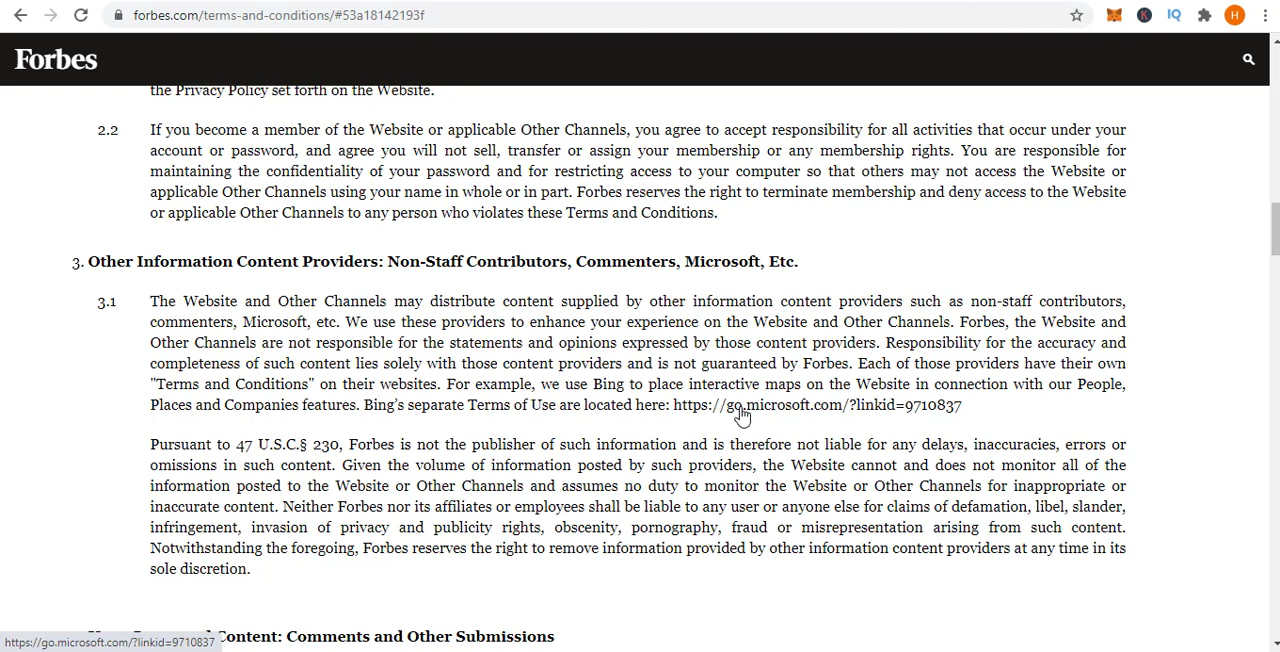 forbes.com/terms-and-conditions/#53a18142193f
K
IQ
H
Forbes
the Privacy Policy set forth on the Website.
2.2 If you become a member of the Website or applicable Other Channels, you agree to accept responsibility for all activities that occur under your
account or password, and agree you will not sell, transfer or assign your membership or any membership rights. You are responsible for
maintaining the confidentiality of your password and for restricting access to your computer so that others may not access the Website or
applicable Other Channels using your name in whole or in part. Forbes reserves the right to terminate membership and deny access to the Website
or applicable Other Channels to any person who violates these Terms and Conditions.
3. Other Information Content Providers: Non-Staff Contributors, Commenters, Microsoft, Etc.
3.1 The Website and Other Channels may distribute content supplied by other information content providers such as non-staff contributors,
commenters, Microsoft, etc. We use these providers to enhance your experience on the Website and Other Channels. Forbes, the Website and
Other Channels are not responsible for the statements and opinions expressed by those content providers. Responsibility for the accuracy and
completeness of such content lies solely with those content providers and is not guaranteed by Forbes. Each of those providers have their own
"Terms and Conditions" on their websites. For example, we use Bing to place interactive maps on the Website in connection with our People,
Places and Companies features. Bing's separate Terms of Use are located here: https://go.microsoft.com/?linkid=9710837
Pursuant to 47 U.S.C.§ 230, Forbes is not the publisher of such information and is therefore not liable for any delays, inaccuracies, errors or
omissions in such content. Given the volume of information posted by such providers, the Website cannot and does not monitor all of the
information posted to the Website or Other Channels and assumes no duty to monitor the Website or Other Channels for inappropriate or
inaccurate content. Neither Forbes nor its affiliates or employees shall be liable to any user or anyone else for claims of defamation, libel, slander,
infringement, invasion of privacy and publicity rights, obscenity, pornography, fraud or misrepresentation arising from such content.
Notwithstanding the foregoing, Forbes reserves the right to remove information provided by other information content providers at any time in its
sole discretion.
Content: Comments and Other Submissions
https://go.microsoft.com/?linkid=9710837